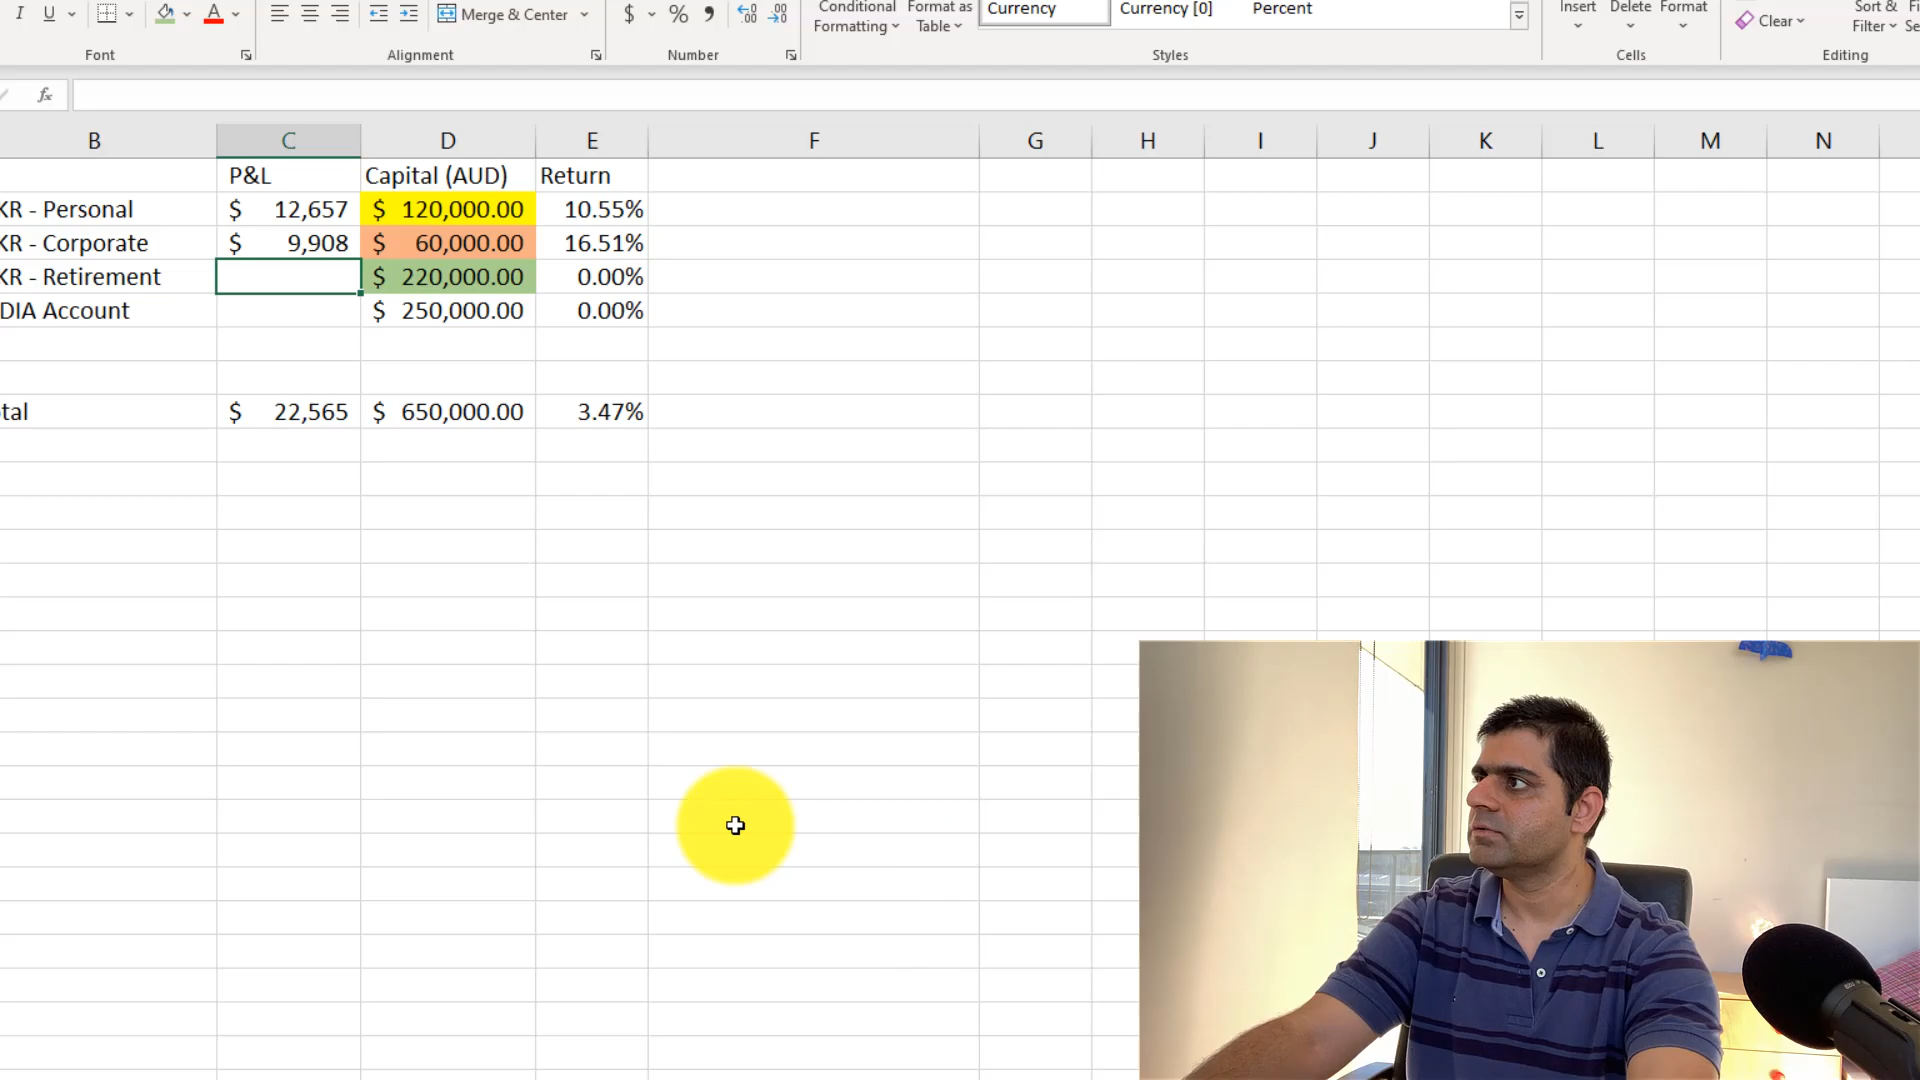 I U Merge & Center $ % 9 Conditional Formatting Format as Table Currency Currency [0] Percent Insert Delete Format Clear Sort & Filter
Font Alignment Number Styles Cells Editing
fx
B C D E F G H I J K L M N
P&L Capital (AUD) Return
KR - Personal $ 12,657 $ 120,000.00 10.55%
KR - Corporate $ 9,908 $ 60,000.00 16.51%
KR - Retirement $ 220,000.00 0.00%
DIA Account $ 250,000.00 0.00%
tal $ 22,565 $ 650,000.00 3.47%